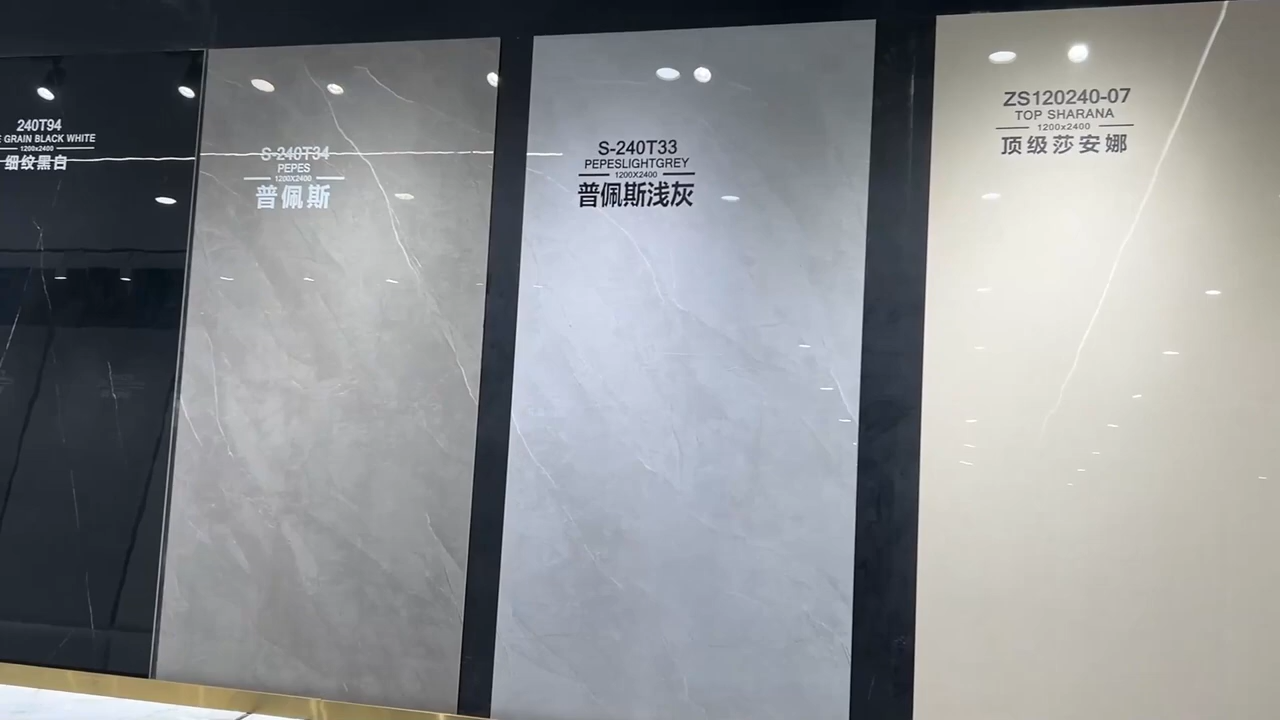 240T94
GRAIN BLACK WHITE
1200x2400
细纹黑白
S-240T34
PEPES
1200X2400
普佩斯
S-240T33
PEPESLIGHTGREY
1200X2400
普佩斯浅灰
ZS120240-07
TOP SHARANA
1200x2400
顶级莎安娜